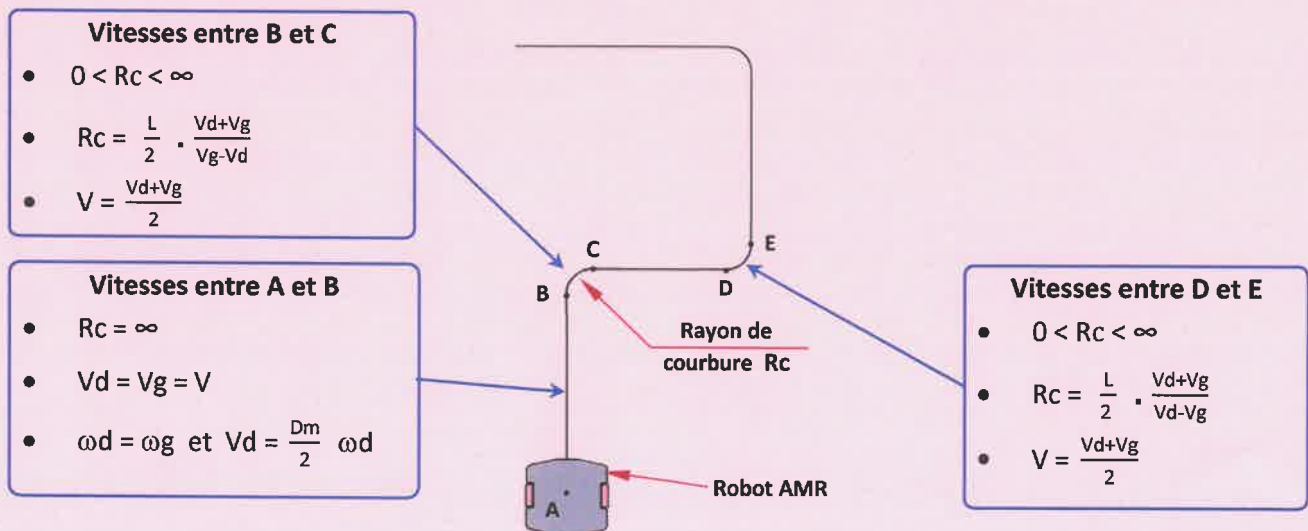 Vitesses entre B et C
• 0 < Rc < ∞
• Rc = L/2 . Vd+Vg/Vg-Vd
• V = Vd+Vg/2
Vitesses entre A et B
• Rc = ∞
• Vd = Vg = V
• ωd = ωg et Vd = Dm/2 ωd
C
B
E
D
Rayon de
courbure Rc
A
Robot AMR
Vitesses entre D et E
• 0 < Rc < ∞
• Rc = L/2 . Vd+Vg/Vd-Vg
• V = Vd+Vg/2